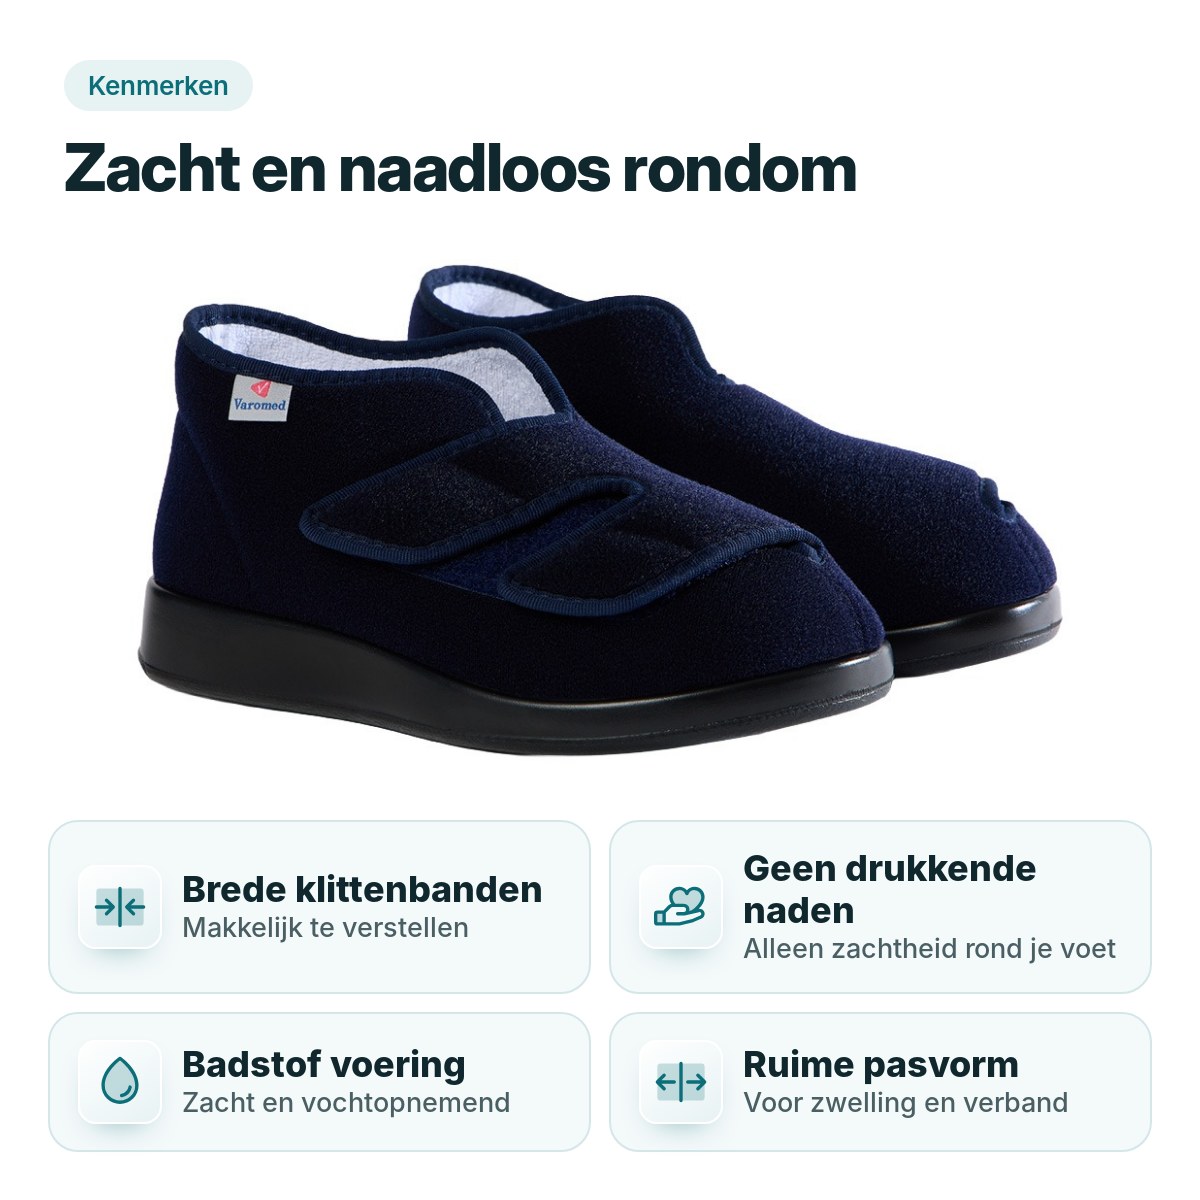 Kenmerken
Zacht en naadloos rondom
Varomed
Brede klittenbanden
Makkelijk te verstellen
Geen drukkende
naden
Alleen zachtheid rond je voet
Badstof voering
Zacht en vochtopnemend
Ruime pasvorm
Voor zwelling en verband